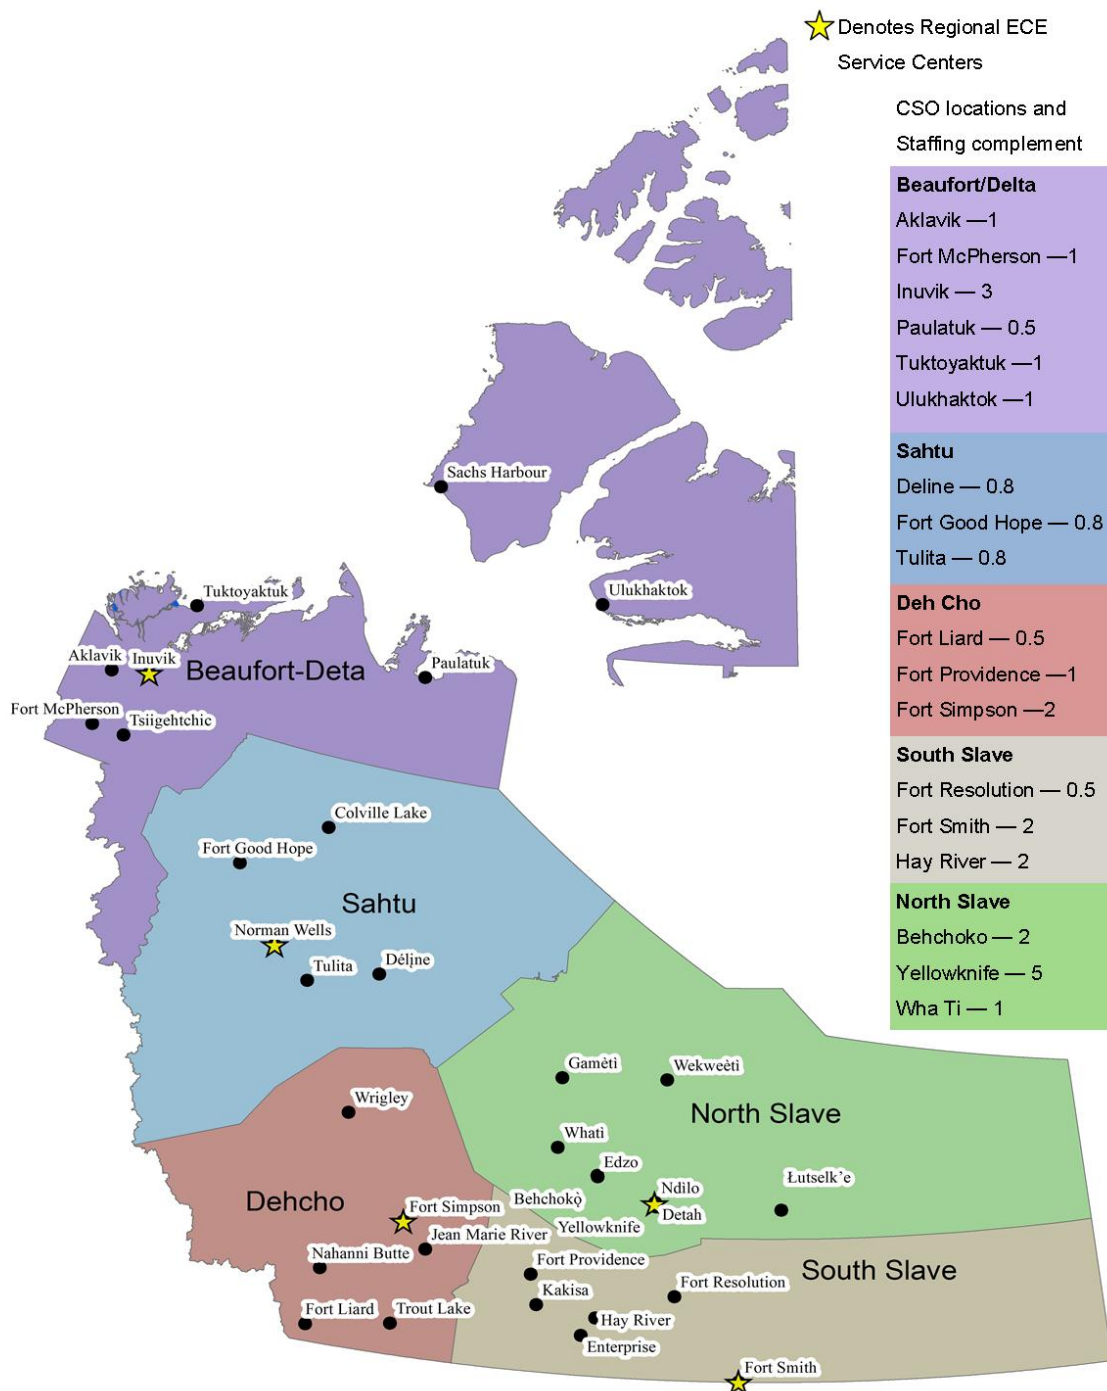 Denotes Regional ECE
Service Centers
CSO locations and
Staffing complement
Beaufort/Delta
Aklavik —1
Fort McPherson —1
Inuvik — 3
Paulatuk — 0.5
Tuktoyaktuk —1
Ulukhaktok —1
Sahtu
Deline — 0.8
Fort Good Hope — 0.8
Tulita — 0.8
Deh Cho
Fort Liard — 0.5
Fort Providence —1
Fort Simpson —2
South Slave
Fort Resolution — 0.5
Fort Smith — 2
Hay River — 2
North Slave
Behchoko — 2
Yellowknife — 5
Wha Ti — 1
Sachs Harbour
Ulukhaktok
Tuktoyaktuk
Aklavik
Inuvik
Beaufort-Deta
Paulatuk
Fort McPherson
Tsiigehtchic
Colville Lake
Fort Good Hope
Sahtu
Norman Wells
Tulita
Délįne
Gamètì
Wekweètì
Wrigley
North Slave
Whatì
Edzo
Behchokǫ̀
Ndilo
Detah
Yellowknife
Łutselk'e
Dehcho
Fort Simpson
Jean Marie River
Nahanni Butte
Fort Liard
Trout Lake
Fort Providence
Kakisa
Fort Resolution
South Slave
Hay River
Enterprise
Fort Smith